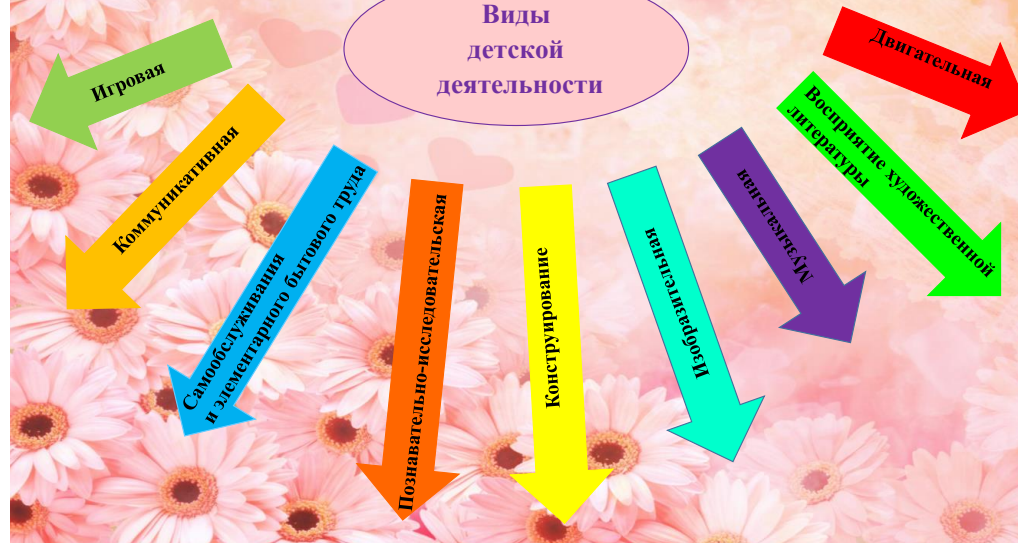 Виды
детской
деятельности
Игровая
Коммуникативная
Самообслуживания
и элементарного бытового труда
Познавательно-исследовательская
Конструирование
Изобразительная
Музыкальная
Восприятие художественной
литературы
Двигательная